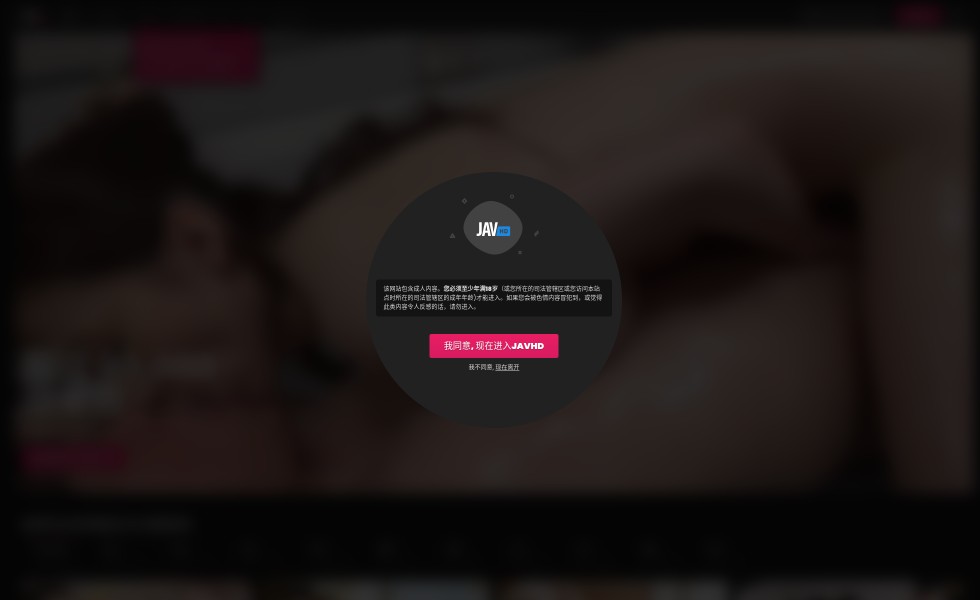 JAV HD
该网站包含成人内容。您必须至少年满18岁（或您所在的司法管辖区或您访问本站
点时所在的司法管辖区的成年年龄)才能进入。如果您会被色情内容冒犯到，或觉得
此类内容令人反感的话，请勿进入。
我同意, 现在进入JAVHD
我不同意, 现在离开